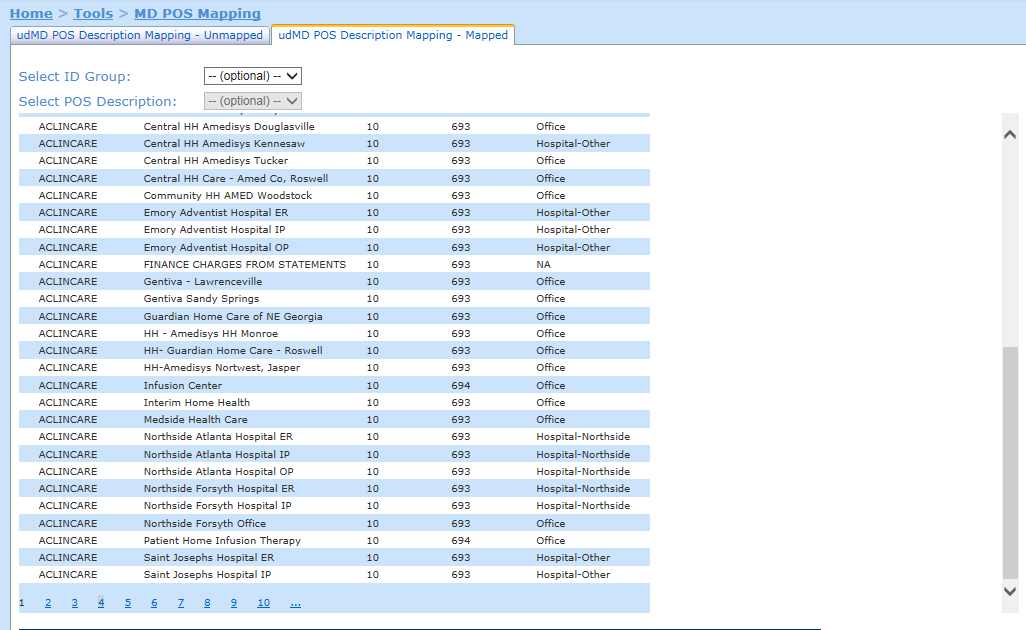 Home > Tools > MD POS Mapping
udMD POS Description Mapping - Unmapped udMD POS Description Mapping - Mapped
Select ID Group: -- (optional) --
Select POS Description: -- (optional) --
ACLINCARE Central HH Amedisys Douglasville 10 693 Office
ACLINCARE Central HH Amedisys Kennesaw 10 693 Hospital-Other
ACLINCARE Central HH Amedisys Tucker 10 693 Office
ACLINCARE Central HH Care - Amed Co, Roswell 10 693 Office
ACLINCARE Community HH AMED Woodstock 10 693 Office
ACLINCARE Emory Adventist Hospital ER 10 693 Hospital-Other
ACLINCARE Emory Adventist Hospital IP 10 693 Hospital-Other
ACLINCARE Emory Adventist Hospital OP 10 693 Hospital-Other
ACLINCARE FINANCE CHARGES FROM STATEMENTS 10 693 NA
ACLINCARE Gentiva - Lawrenceville 10 693 Office
ACLINCARE Gentiva Sandy Springs 10 693 Office
ACLINCARE Guardian Home Care of NE Georgia 10 693 Office
ACLINCARE HH - Amedisys HH Monroe 10 693 Office
ACLINCARE HH- Guardian Home Care - Roswell 10 693 Office
ACLINCARE HH-Amedisys Nortwest, Jasper 10 693 Office
ACLINCARE Infusion Center 10 694 Office
ACLINCARE Interim Home Health 10 693 Office
ACLINCARE Medside Health Care 10 693 Office
ACLINCARE Northside Atlanta Hospital ER 10 693 Hospital-Northside
ACLINCARE Northside Atlanta Hospital IP 10 693 Hospital-Northside
ACLINCARE Northside Atlanta Hospital OP 10 693 Hospital-Northside
ACLINCARE Northside Forsyth Hospital ER 10 693 Hospital-Northside
ACLINCARE Northside Forsyth Hospital IP 10 693 Hospital-Northside
ACLINCARE Northside Forsyth Office 10 693 Office
ACLINCARE Patient Home Infusion Therapy 10 694 Office
ACLINCARE Saint Josephs Hospital ER 10 693 Hospital-Other
ACLINCARE Saint Josephs Hospital IP 10 693 Hospital-Other
1 2 3 4 5 6 7 8 9 10 ...